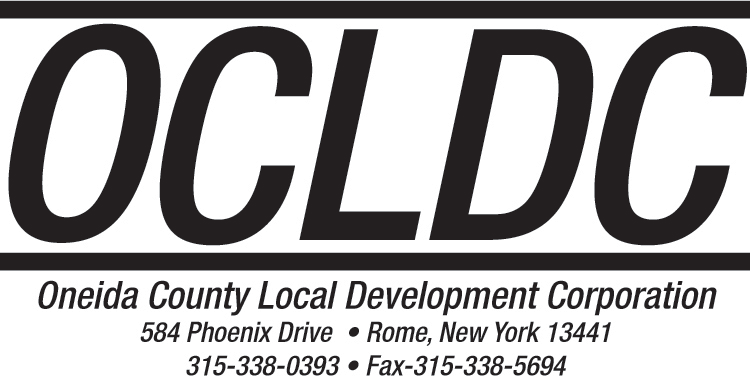 OCLDC
Oneida County Local Development Corporation
584 Phoenix Drive • Rome, New York 13441
315-338-0393 • Fax-315-338-5694